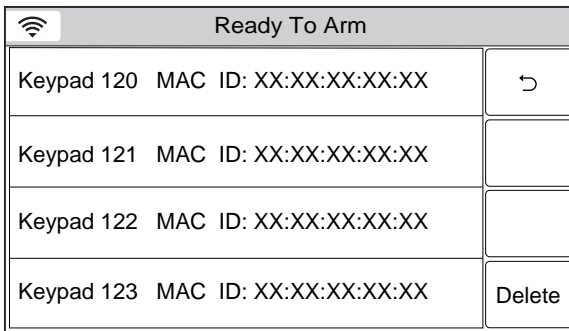 Ready To Arm
Keypad 120 MAC ID: XX:XX:XX:XX:XX
Keypad 121 MAC ID: XX:XX:XX:XX:XX
Keypad 122 MAC ID: XX:XX:XX:XX:XX
Keypad 123 MAC ID: XX:XX:XX:XX:XX
Delete